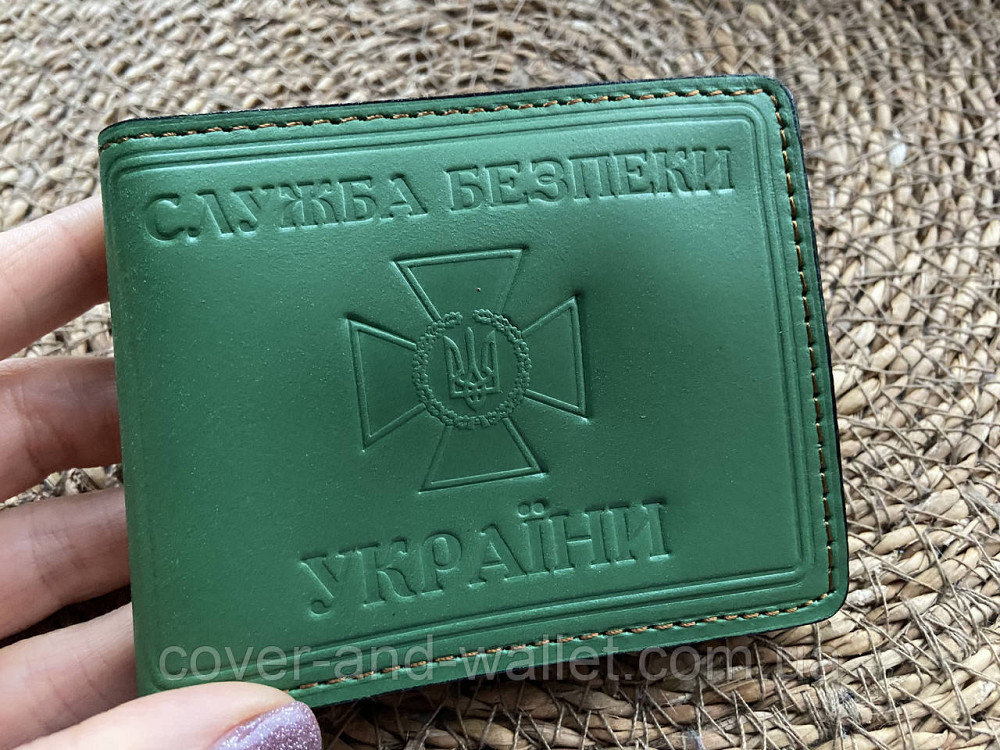 СЛУЖБА БЕЗПЕКИ
УКРАЇНИ
cover-and-wallet.com.ua